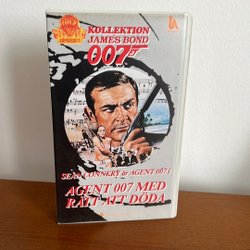 KOLLEKTION
JAMES BOND
007
SEAN CONNERY är AGENT 007 i
AGENT 007 MED
RÄTT ATT DÖDA